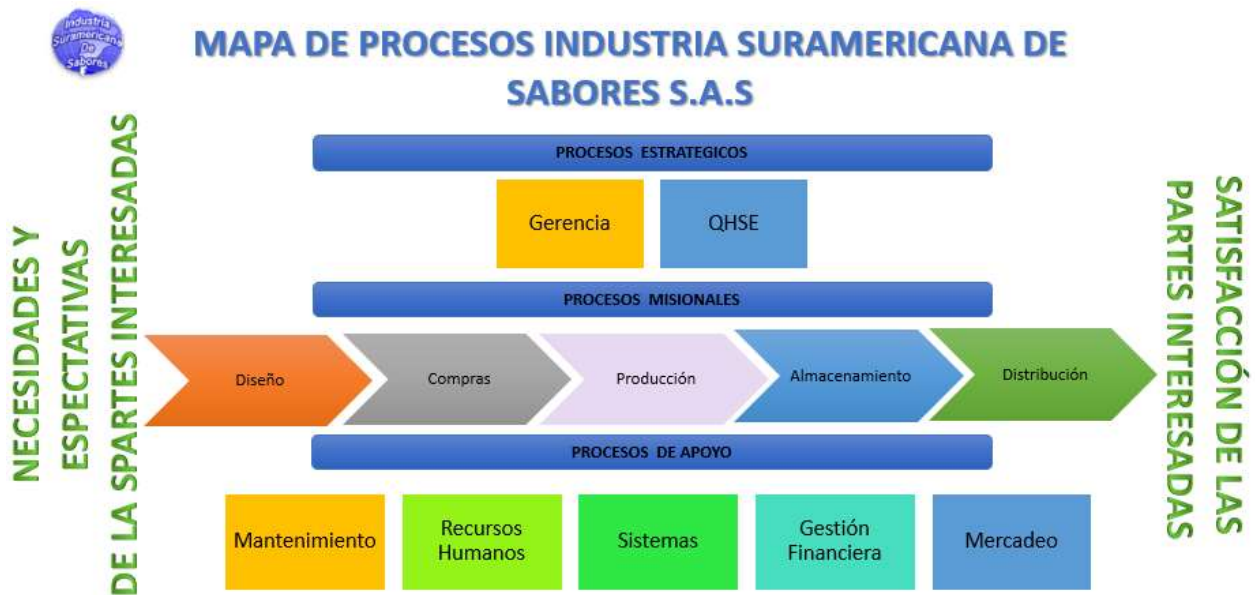 Industria
Suramericana
De
Sabores
MAPA DE PROCESOS INDUSTRIA SURAMERICANA DE
SABORES S.A.S
NECESIDADES Y
ESPECTATIVAS
DE LA SPARTES INTERESADAS
PROCESOS ESTRATEGICOS
Gerencia
QHSE
PROCESOS MISIONALES
Diseño
Compras
Producción
Almacenamiento
Distribución
PROCESOS DE APOYO
Mantenimiento
Recursos
Humanos
Sistemas
Gestión
Financiera
Mercadeo
SATISFACCIÓN DE LAS
PARTES INTERESADAS